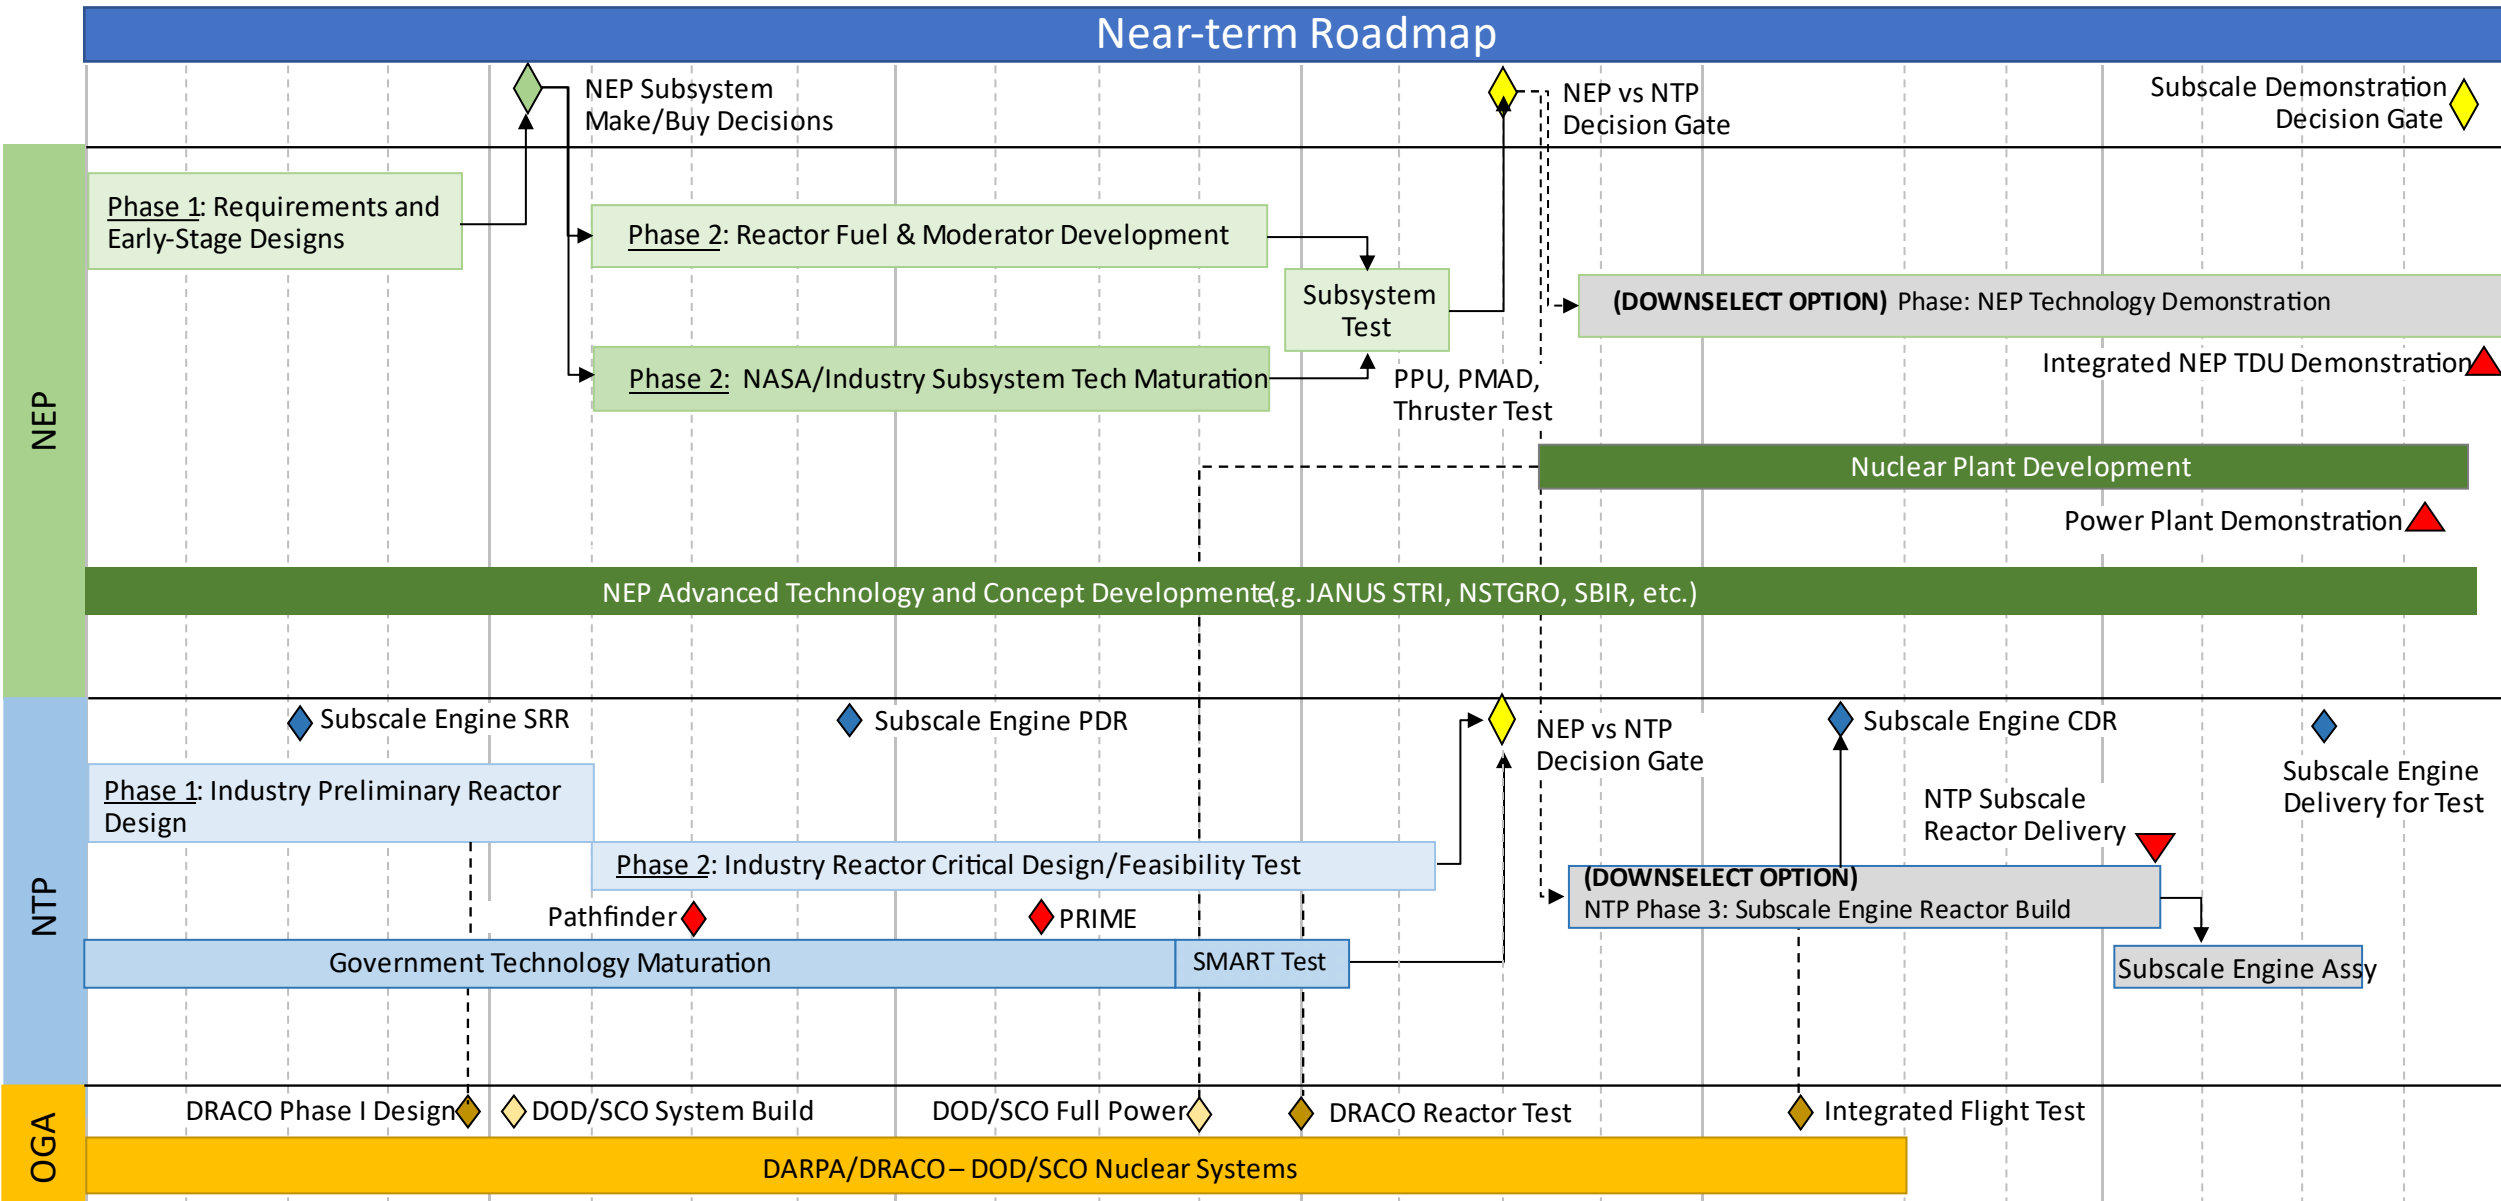 Near-term Roadmap
NEP Subsystem
Make/Buy Decisions
NEP vs NTP
Decision Gate
Subscale Demonstration
Decision Gate
NEP
Phase 1: Requirements and
Early-Stage Designs
Phase 2: Reactor Fuel & Moderator Development
Subsystem
Test
(DOWNSELECT OPTION) Phase: NEP Technology Demonstration
Integrated NEP TDU Demonstration
Phase 2: NASA/Industry Subsystem Tech Maturation
PPU, PMAD,
Thruster Test
Nuclear Plant Development
Power Plant Demonstration
NEP Advanced Technology and Concept Development (e.g. JANUS STRI, NSTGRO, SBIR, etc.)
NTP
Subscale Engine SRR
Subscale Engine PDR
NEP vs NTP
Decision Gate
Subscale Engine CDR
Subscale Engine
Delivery for Test
Phase 1: Industry Preliminary Reactor
Design
NTP Subscale
Reactor Delivery
Phase 2: Industry Reactor Critical Design/Feasibility Test
(DOWNSELECT OPTION)
NTP Phase 3: Subscale Engine Reactor Build
Pathfinder
PRIME
Government Technology Maturation
SMART Test
Subscale Engine Assy
OGA
DRACO Phase I Design
DOD/SCO System Build
DOD/SCO Full Power
DRACO Reactor Test
Integrated Flight Test
DARPA/DRACO – DOD/SCO Nuclear Systems